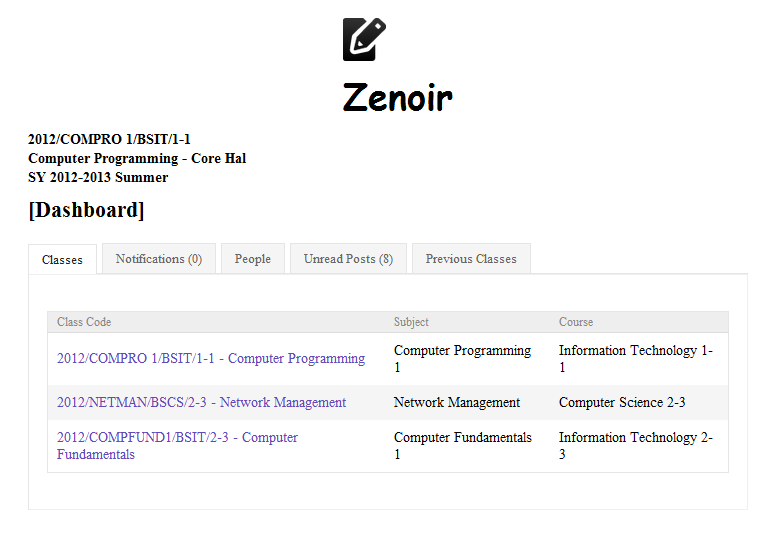 Zenoir
2012/COMPRO 1/BSIT/1-1
Computer Programming - Core Hal
SY 2012-2013 Summer
[Dashboard]
Classes Notifications (0) People Unread Posts (8) Previous Classes
Class Code Subject Course
2012/COMPRO 1/BSIT/1-1 - Computer Programming
Computer Programming
1
Information Technology 1-
1
2012/NETMAN/BSCS/2-3 - Network Management Network Management Computer Science 2-3
2012/COMPFUND1/BSIT/2-3 - Computer
Fundamentals
Computer Fundamentals
1
Information Technology 2-
3